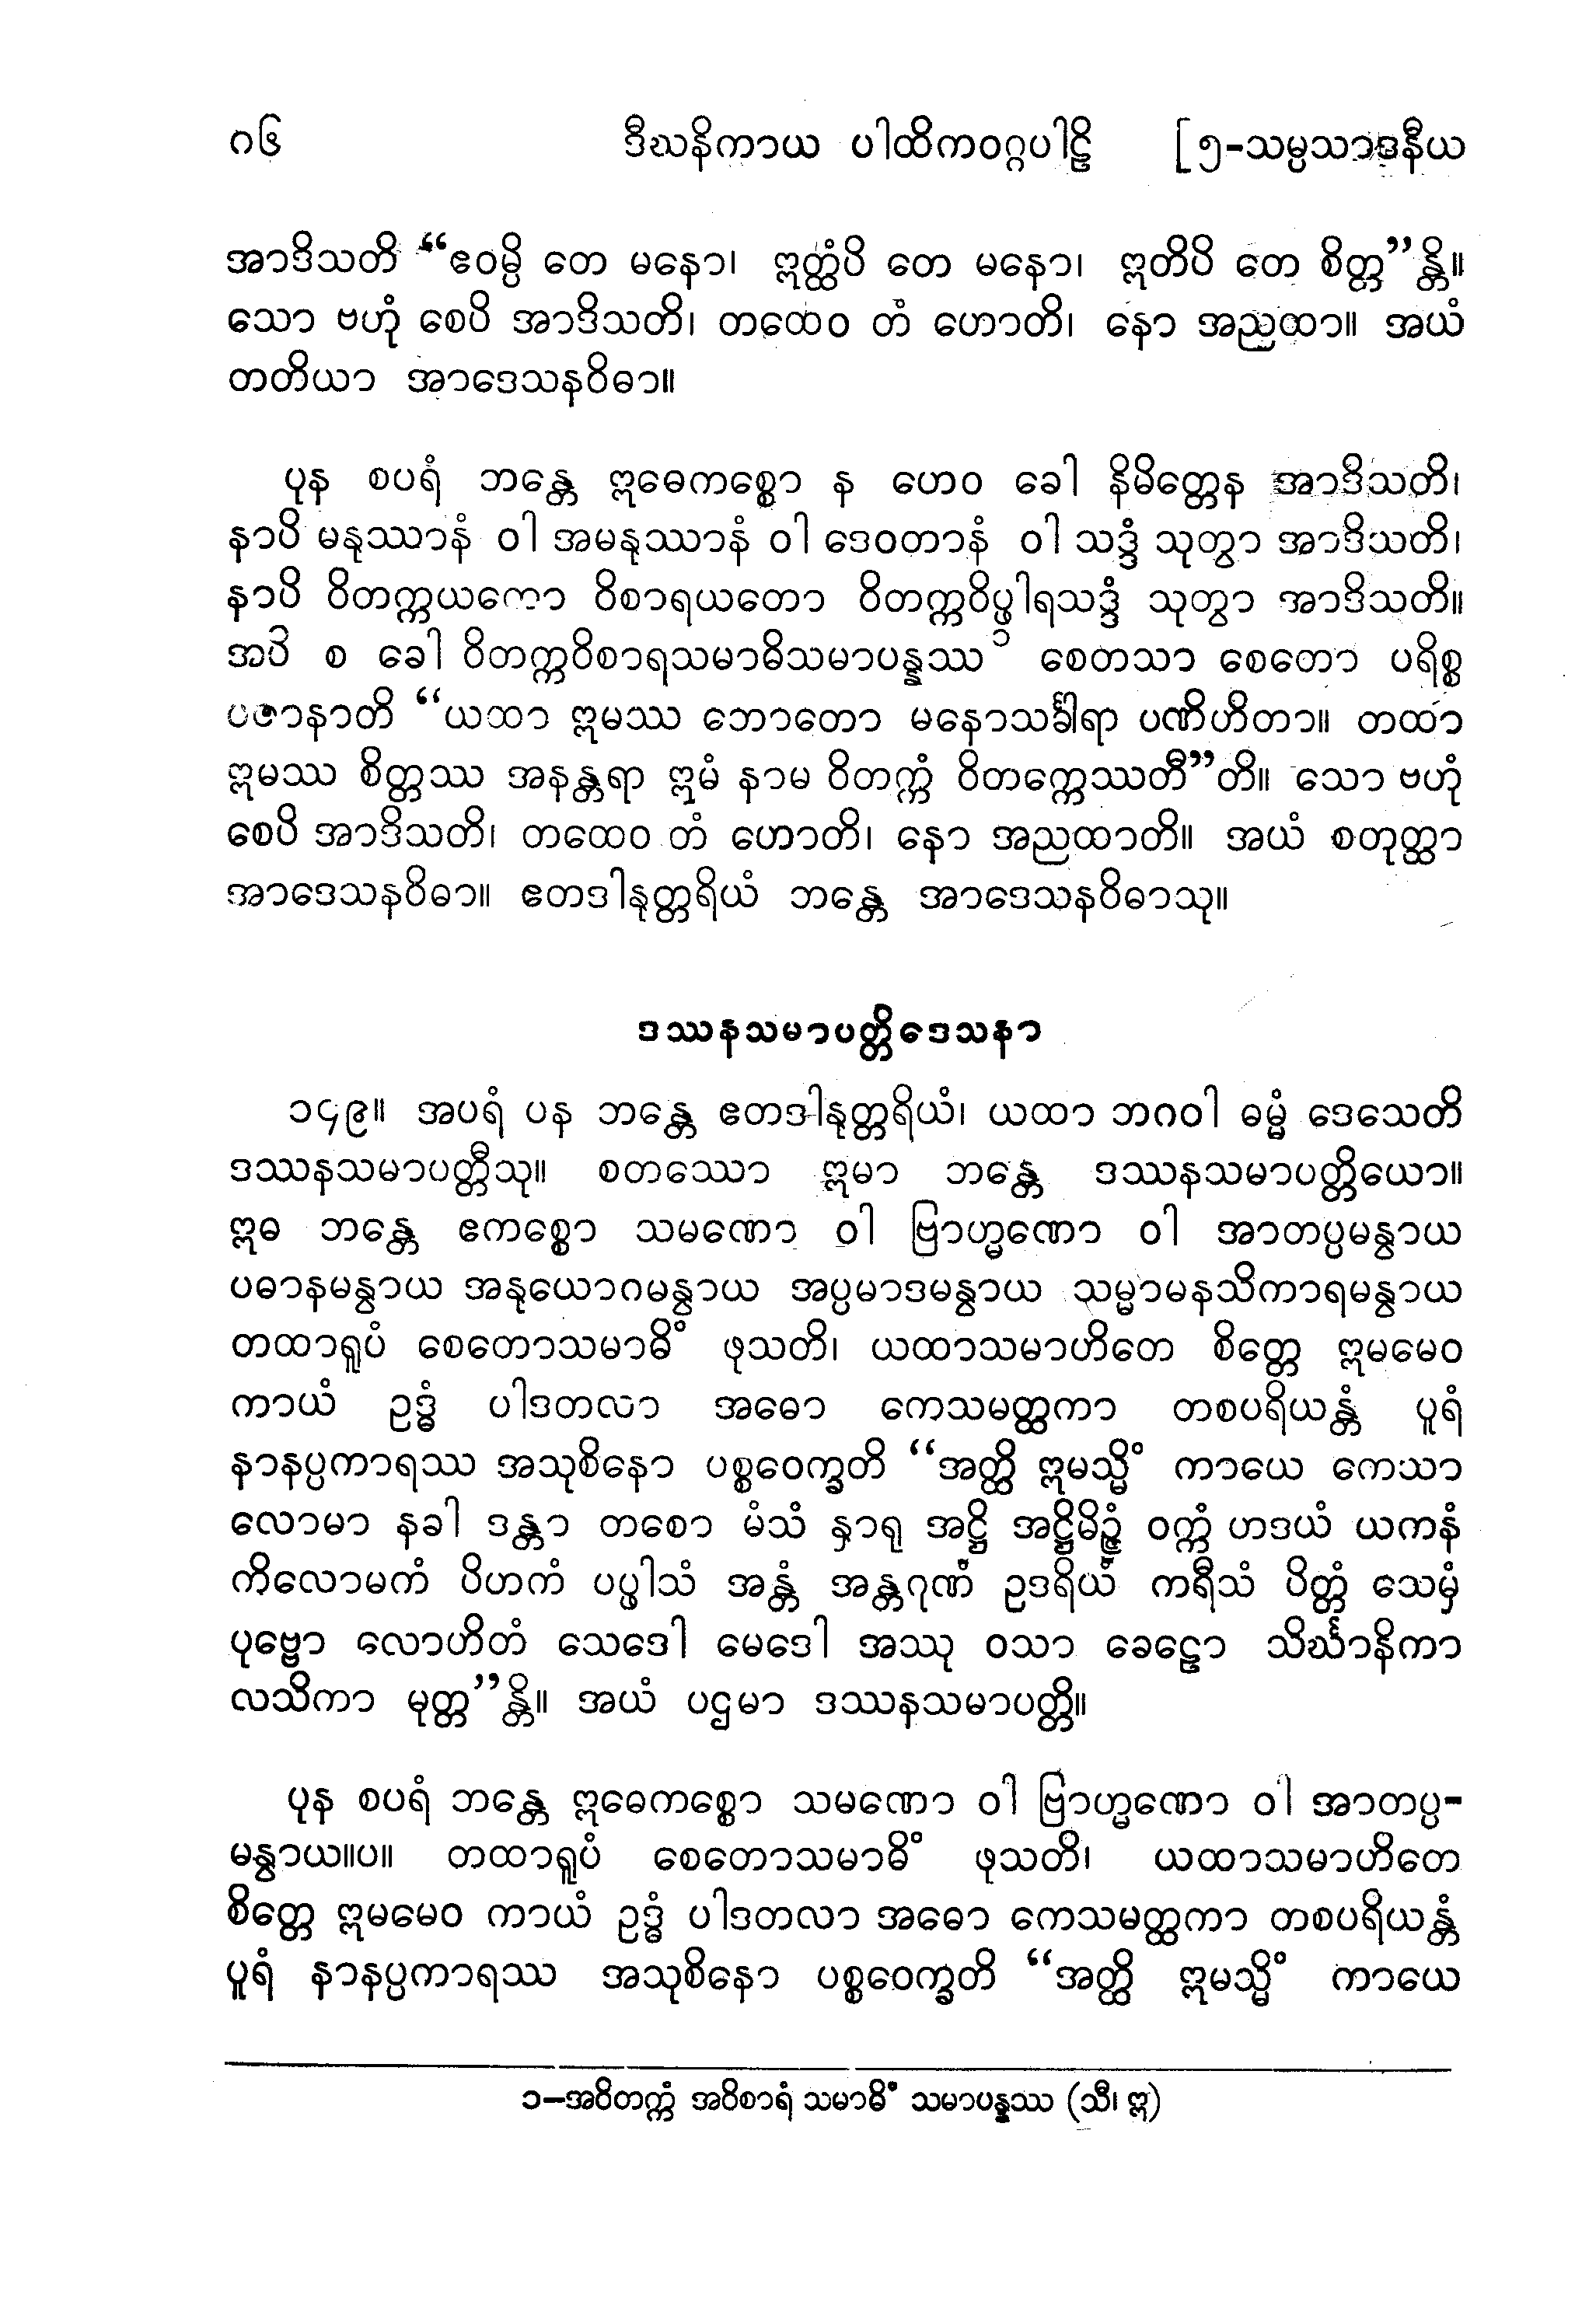 ၈၆ ဒီဃနိကာယ ပါထိကဝဂ္ဂပါဠိ [၅-သမ္ပသာဒနီယ
အာဒိသတိ “ဧဝမ္ပိ တေ မနော၊ ဣတ္ထံပိ တေ မနော၊ ဣတိပိ တေ စိတ္တ”န္တိ။
သော ဗဟုံ စေပိ အာဒိသတိ၊ တထေဝ တံ ဟောတိ၊ နော အညထာ။ အယံ
တတိယာ အာဒေသနဝိဓာ။
ပုန စပရံ ဘန္တေ ဣဓေကစ္စော န ဟေဝ ခေါ နိမိတ္တေန အာဒိသတိ၊
နာပိ မနုဿာနံ ဝါ အမနုဿာနံ ဝါ ဒေဝတာနံ ဝါ သဒ္ဒံ သုတွာ အာဒိသတိ၊
နာပိ ဝိတက္ကယတော ဝိစာရယတော ဝိတက္ကဝိပ္ဖါရသဒ္ဒံ သုတွာ အာဒိသတိ။
အပိ စ ခေါ ဝိတက္ကဝိစာရသမာဓိသမာပန္နဿ ၁ စေတသာ စေတော ပရိစ္စ
ပဇာနာတိ “ယထာ ဣမဿ ဘောတော မနောသင်္ခါရာ ပဏိဟိတာ။ တထာ
ဣမဿ စိတ္တဿ အနန္တရာ ဣမံ နာမ ဝိတက္ကံ ဝိတက္ကေဿတီ”တိ။ သော ဗဟုံ
စေပိ အာဒိသတိ၊ တထေဝ တံ ဟောတိ၊ နော အညထာတိ။ အယံ စတုတ္ထာ
အာဒေသနဝိဓာ။ ဧတဒါနုတ္တရိယံ ဘန္တေ အာဒေသနဝိဓာသု။
ဒဿနသမာပတ္တိဒေသနာ
၁၄၉။ အပရံ ပန ဘန္တေ ဧတဒါနုတ္တရိယံ၊ ယထာ ဘဂဝါ ဓမ္မံ ဒေသေတိ
ဒဿနသမာပတ္တီသု။ စတဿော ဣမာ ဘန္တေ ဒဿနသမာပတ္တိယော။
ဣဓ ဘန္တေ ဧကစ္စော သမဏော ဝါ ဗြာဟ္မဏော ဝါ အာတပ္ပမန္ဝာယ
ပဓာနမန္ဝာယ အနုယောဂမန္ဝာယ အပ္ပမာဒမန္ဝာယ သမ္မာမနသိကာရမန္ဝာယ
တထာရူပံ စေတောသမာဓိံ ဖုသတိ၊ ယထာသမာဟိတေ စိတ္တေ ဣမမေဝ
ကာယံ ဥဒ္ဓံ ပါဒတလာ အဓော ကေသမတ္ထကာ တစပရိယန္တံ ပူရံ
နာနပ္ပကာရဿ အသုစိနော ပစ္စဝေက္ခတိ “အတ္ထိ ဣမသ္မိံ ကာယေ ကေသာ
လောမာ နခါ ဒန္တာ တစော မံသံ နှာရု အဋ္ဌိ အဋ္ဌိမိဉ္ဇံ ဝက္ကံ ဟဒယံ ယကနံ
ကိလောမကံ ပိဟကံ ပပ္ဖါသံ အန္တံ အန္တဂုဏံ ဥဒရိယံ ကရီသံ ပိတ္တံ သေမှံ
ပုဗ္ဗော လောဟိတံ သေဒေါ မေဒေါ အဿု ဝသာ ခေဠော သိင်္ဃာနိကာ
လသိကာ မုတ္တ”န္တိ။ အယံ ပဌမာ ဒဿနသမာပတ္တိ။
ပုန စပရံ ဘန္တေ ဣဓေကစ္စော သမဏော ဝါ ဗြာဟ္မဏော ဝါ အာတပ္ပ-
မန္ဝာယ။ပ။ တထာရူပံ စေတောသမာဓိံ ဖုသတိ၊ ယထာသမာဟိတေ
စိတ္တေ ဣမမေဝ ကာယံ ဥဒ္ဓံ ပါဒတလာ အဓော ကေသမတ္ထကာ တစပရိယန္တံ
ပူရံ နာနပ္ပကာရဿ အသုစိနော ပစ္စဝေက္ခတိ “အတ္ထိ ဣမသ္မိံ ကာယေ
၁−အဝိတက္ကံ အဝိစာရံ သမာဓိံ သမာပန္နဿ (သီ၊ ဣ)